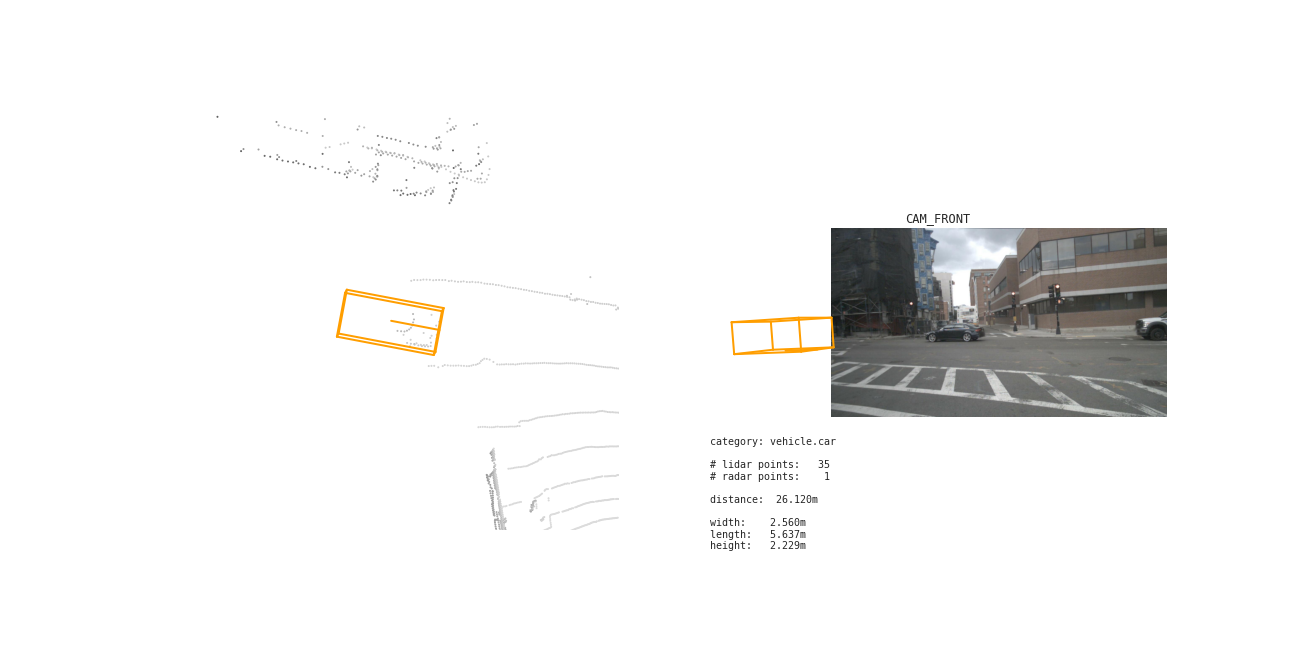 CAM_FRONT
category: vehicle.car
# lidar points:   35
# radar points:    1
distance:  26.120m
width:    2.560m
length:   5.637m
height:   2.229m